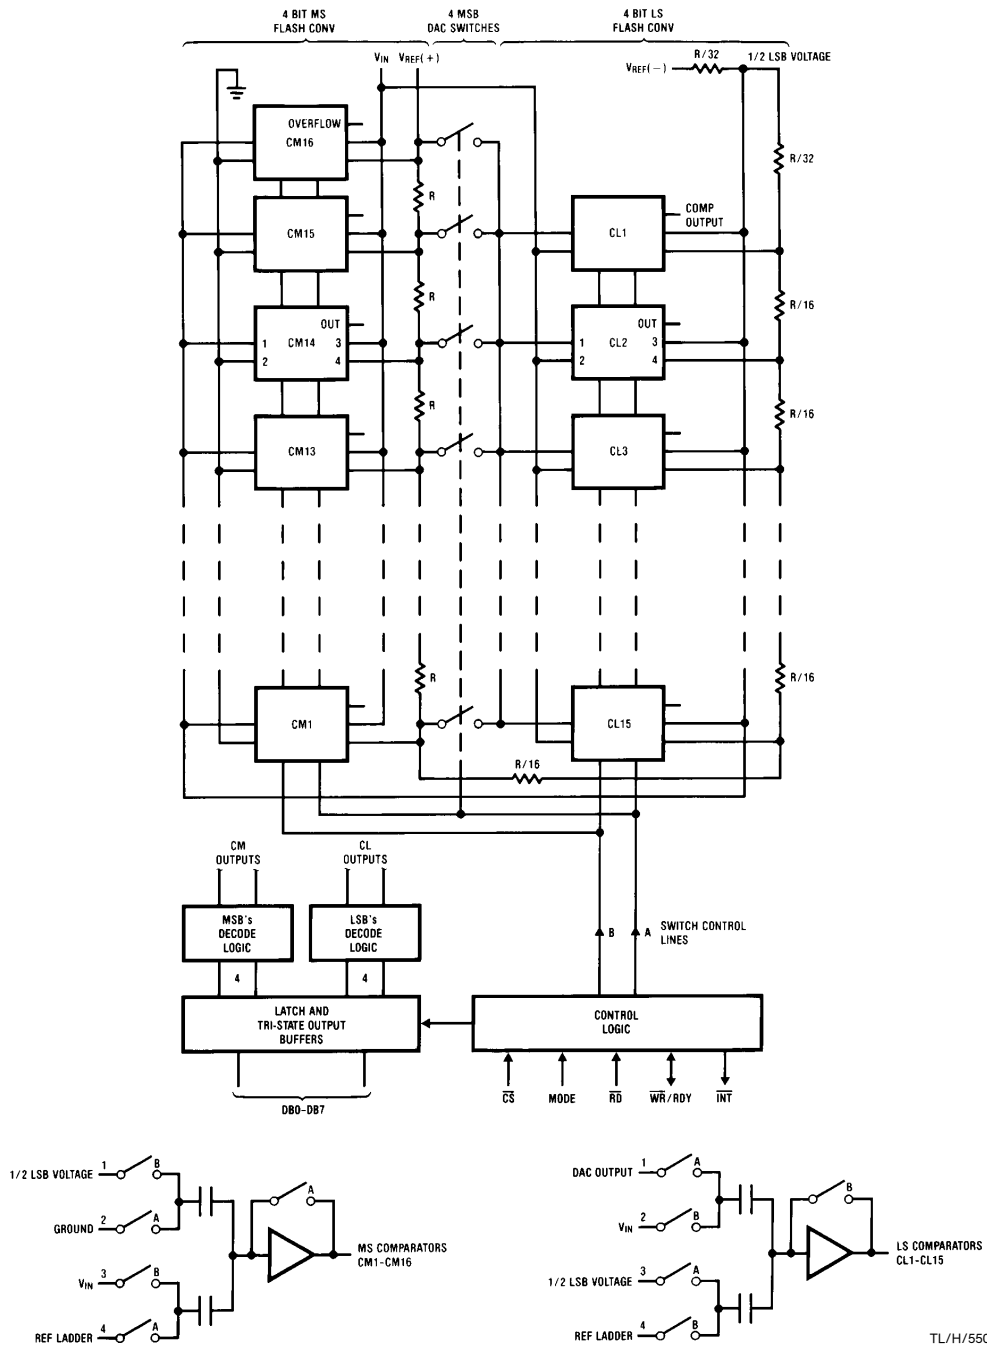 4 BIT MS
FLASH CONV
4 MSB
DAC SWITCHES
4 BIT LS
FLASH CONV
VIN
VREF(+)
VREF(−)
R/32
1/2 LSB VOLTAGE
OVERFLOW
CM16
R/32
R
CM15
CL1
COMP
OUTPUT
R
R/16
OUT
1
CM14
3
2
4
OUT
1
CL2
3
2
4
R
R/16
CM13
CL3
R
R/16
CM1
CL15
R/16
CM
OUTPUTS
CL
OUTPUTS
MSB's
DECODE
LOGIC
LSB's
DECODE
LOGIC
B
A
SWITCH CONTROL
LINES
4
4
LATCH AND
TRI-STATE OUTPUT
BUFFERS
CONTROL
LOGIC
CS
MODE
RD
WR/RDY
INT
DB0–DB7
1/2 LSB VOLTAGE
1
B
GROUND
2
A
A
VIN
3
B
REF LADDER
4
A
MS COMPARATORS
CM1-CM16
DAC OUTPUT
1
A
VIN
2
B
B
1/2 LSB VOLTAGE
3
A
REF LADDER
4
B
LS COMPARATORS
CL1-CL15
TL/H/550